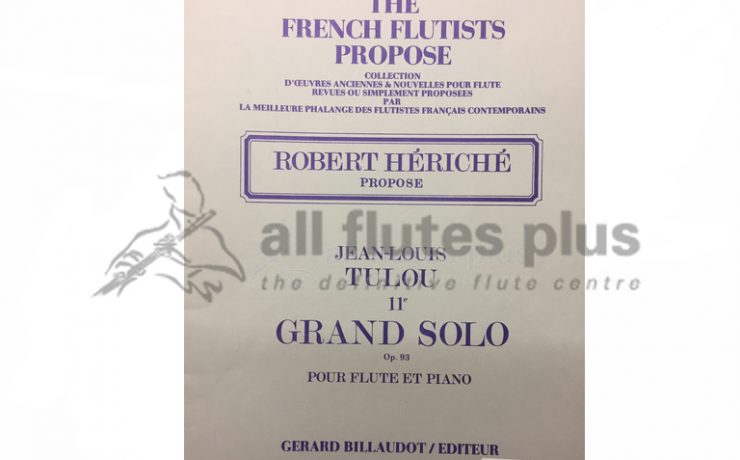 THE
FRENCH FLUTISTS
PROPOSE
COLLECTION
D'ŒUVRES ANCIENNES & NOUVELLES POUR FLUTE
REVUES OU SIMPLEMENT PROPOSEES
PAR
LA MEILLEURE PHALANGE DES FLUTISTES FRANÇAIS CONTEMPORAINS
ROBERT HÉRICHÉ
PROPOSE
all flutes plus
JEAN-LOUIS
TULOU
the definitive flute centre
11e
GRAND SOLO
Op. 93
POUR FLUTE ET PIANO
GERARD BILLAUDOT / EDITEUR